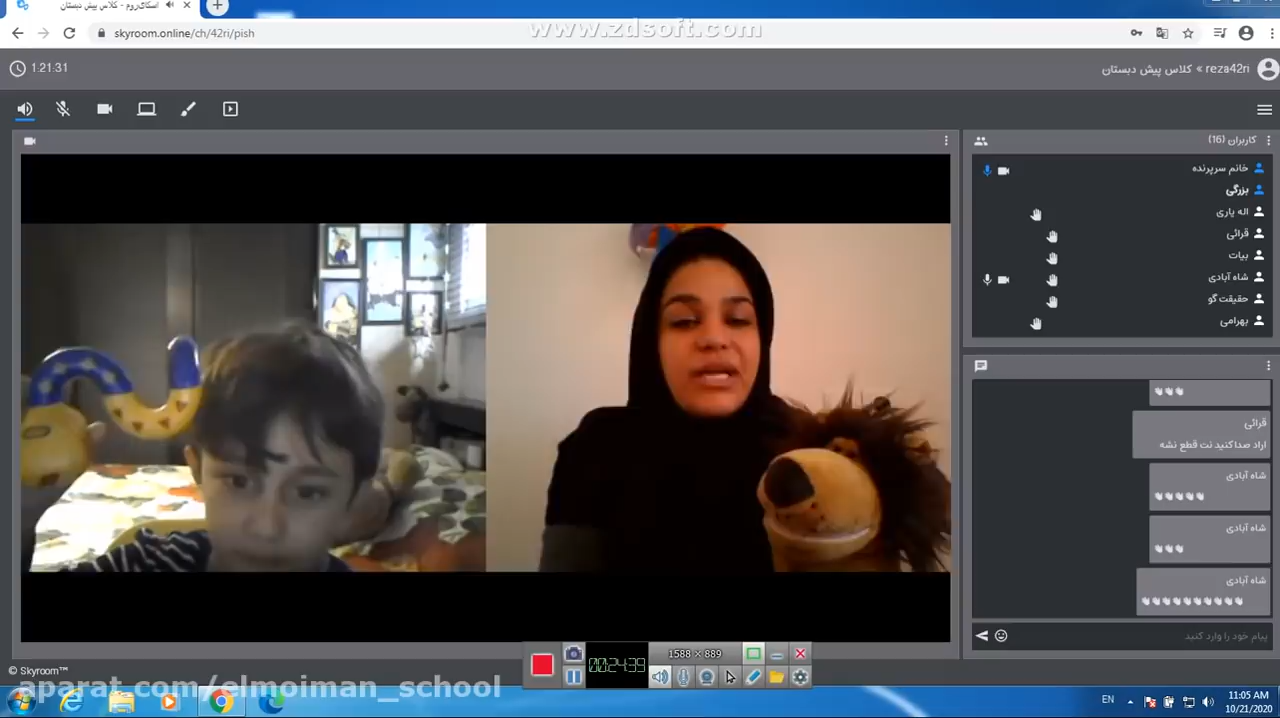 اسکای‌روم - کلاس پیش دبستان
www.zdsoft.com
skyroom.online/ch/42ri/pish
1:21:31
reza42ri » کلاس پیش دبستان
کاربران (16)
خانم سرپرنده
بزرگی
اله یاری
قرائی
بیات
شاه آبادی
حقیقت گو
بهرامی
قرائی
اراد صداکنید نت قطع نشه
شاه آبادی
شاه آبادی
شاه آبادی
پیام خود را وارد کنید.
© Skyroom™
00:24:39
1588 × 889
aparat.com/elmoiman_school
EN
11:05 AM
10/21/2020